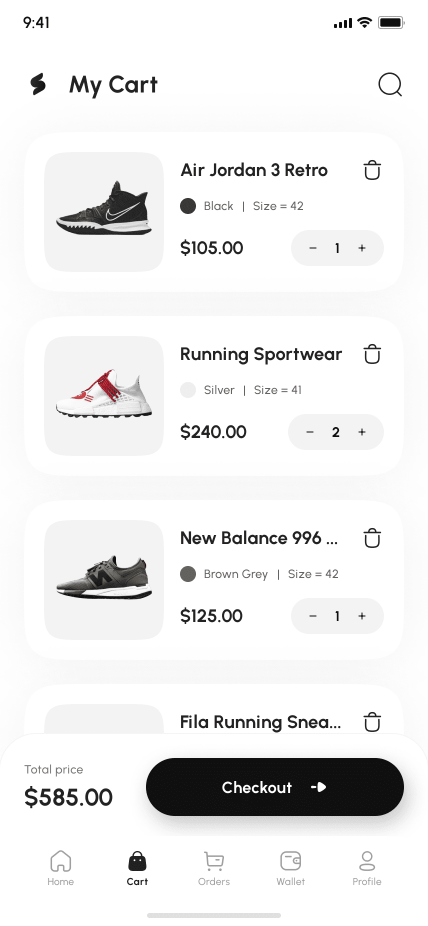 9:41
My Cart
Air Jordan 3 Retro
Black | Size = 42
$105.00
− 1 +
Running Sportwear
Silver | Size = 41
$240.00
− 2 +
New Balance 996 ...
Brown Grey | Size = 42
$125.00
− 1 +
Fila Running Snea...
Total price
$585.00
Checkout
Home
Cart
Orders
Wallet
Profile